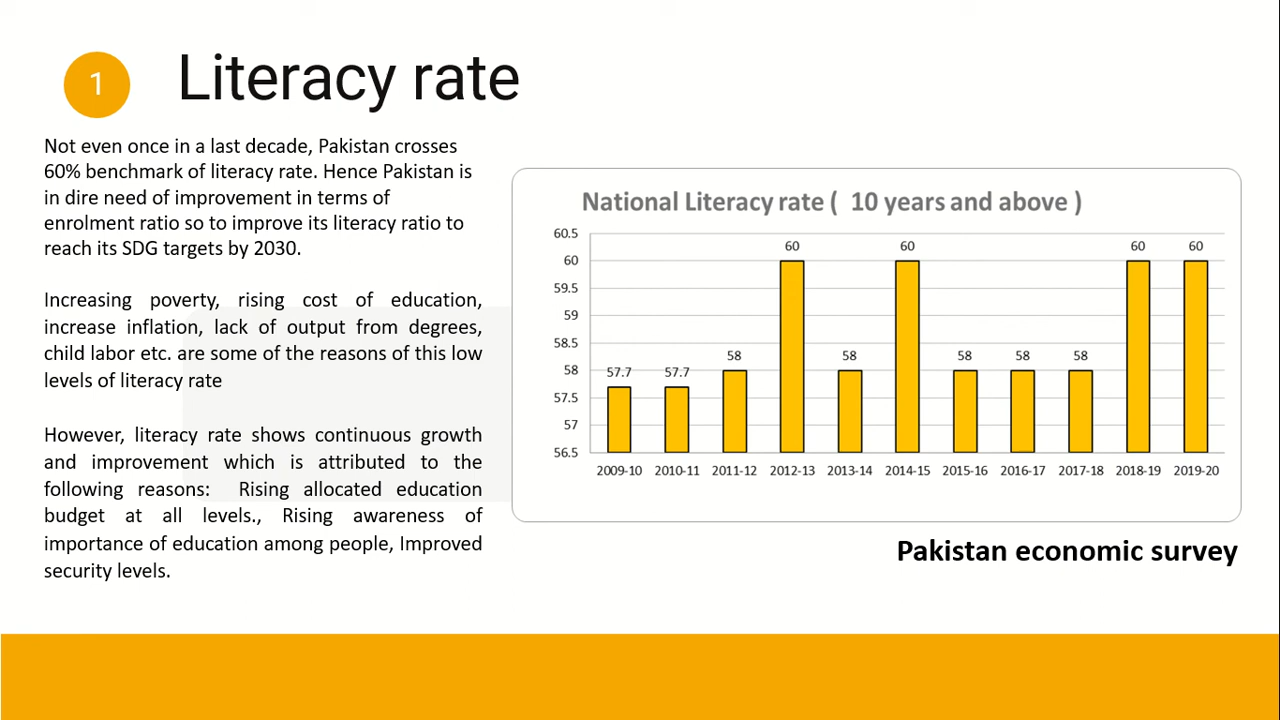 1
Literacy rate
Not even once in a last decade, Pakistan crosses
60% benchmark of literacy rate. Hence Pakistan is
in dire need of improvement in terms of
enrolment ratio so to improve its literacy ratio to
reach its SDG targets by 2030.
Increasing poverty, rising cost of education,
increase inflation, lack of output from degrees,
child labor etc. are some of the reasons of this low
levels of literacy rate
However, literacy rate shows continuous growth
and improvement which is attributed to the
following reasons: Rising allocated education
budget at all levels., Rising awareness of
importance of education among people, Improved
security levels.
National Literacy rate ( 10 years and above )
60.5
60
59.5
59
58.5
58
57.5
57
56.5
57.7
57.7
58
60
58
60
58
58
58
60
60
2009-10
2010-11
2011-12
2012-13
2013-14
2014-15
2015-16
2016-17
2017-18
2018-19
2019-20
Pakistan economic survey